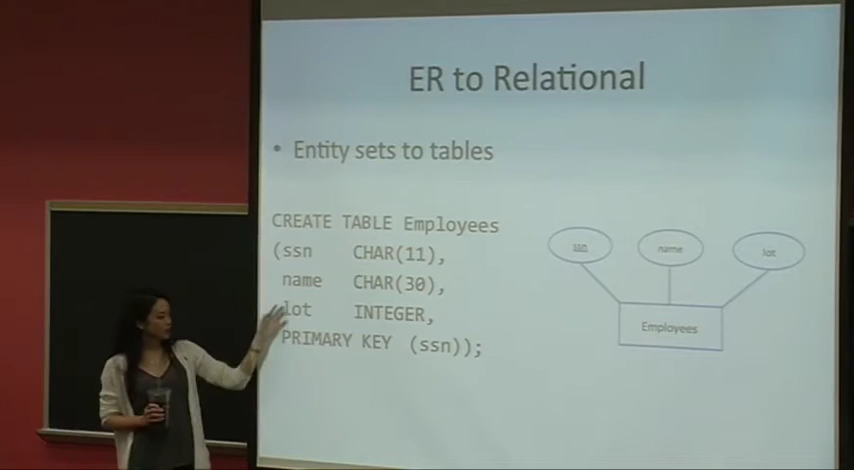 ER to Relational
• Entity sets to tables
CREATE TABLE Employees
(ssn CHAR(11),
name CHAR(30),
lot INTEGER,
PRIMARY KEY (ssn));
ssn name lot
Employees